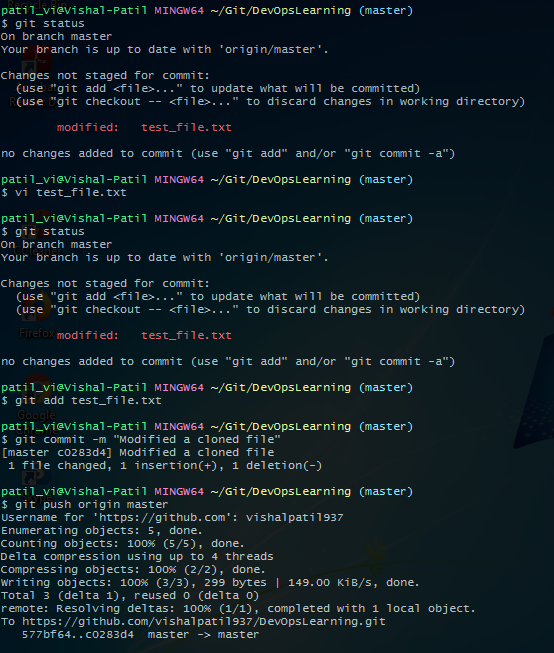 patil_vi@Vishal-Patil MINGW64 ~/Git/DevOpsLearning (master)
$ git status
On branch master
Your branch is up to date with 'origin/master'.

Changes not staged for commit:
  (use "git add <file>..." to update what will be committed)
  (use "git checkout -- <file>..." to discard changes in working directory)

        modified:   test_file.txt

no changes added to commit (use "git add" and/or "git commit -a")

patil_vi@Vishal-Patil MINGW64 ~/Git/DevOpsLearning (master)
$ vi test_file.txt

patil_vi@Vishal-Patil MINGW64 ~/Git/DevOpsLearning (master)
$ git status
On branch master
Your branch is up to date with 'origin/master'.

Changes not staged for commit:
  (use "git add <file>..." to update what will be committed)
  (use "git checkout -- <file>..." to discard changes in working directory)

        modified:   test_file.txt
Firefox

no changes added to commit (use "git add" and/or "git commit -a")

patil_vi@Vishal-Patil MINGW64 ~/Git/DevOpsLearning (master)
$ git add test_file.txt
Google

patil_vi@Vishal-Patil MINGW64 ~/Git/DevOpsLearning (master)
$ git commit -m "Modified a cloned file"
[master c0283d4] Modified a cloned file
 1 file changed, 1 insertion(+), 1 deletion(-)

patil_vi@Vishal-Patil MINGW64 ~/Git/DevOpsLearning (master)
$ git push origin master
Username for 'https://github.com': vishalpatil937
Enumerating objects: 5, done.
Counting objects: 100% (5/5), done.
Delta compression using up to 4 threads
Compressing objects: 100% (2/2), done.
Writing objects: 100% (3/3), 299 bytes | 149.00 KiB/s, done.
Total 3 (delta 1), reused 0 (delta 0)
remote: Resolving deltas: 100% (1/1), completed with 1 local object.
To https://github.com/vishalpatil937/DevOpsLearning.git
   577bf64..c0283d4  master -> master